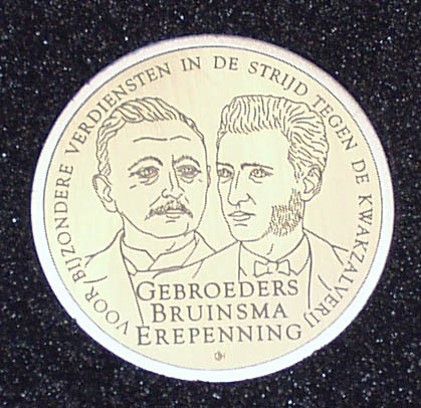 VOOR BIJZONDERE VERDIENSTEN IN DE STRIJD TEGEN DE KWAKZALVERIJ
GEBROEDERS
BRUINSMA
EREPENNING